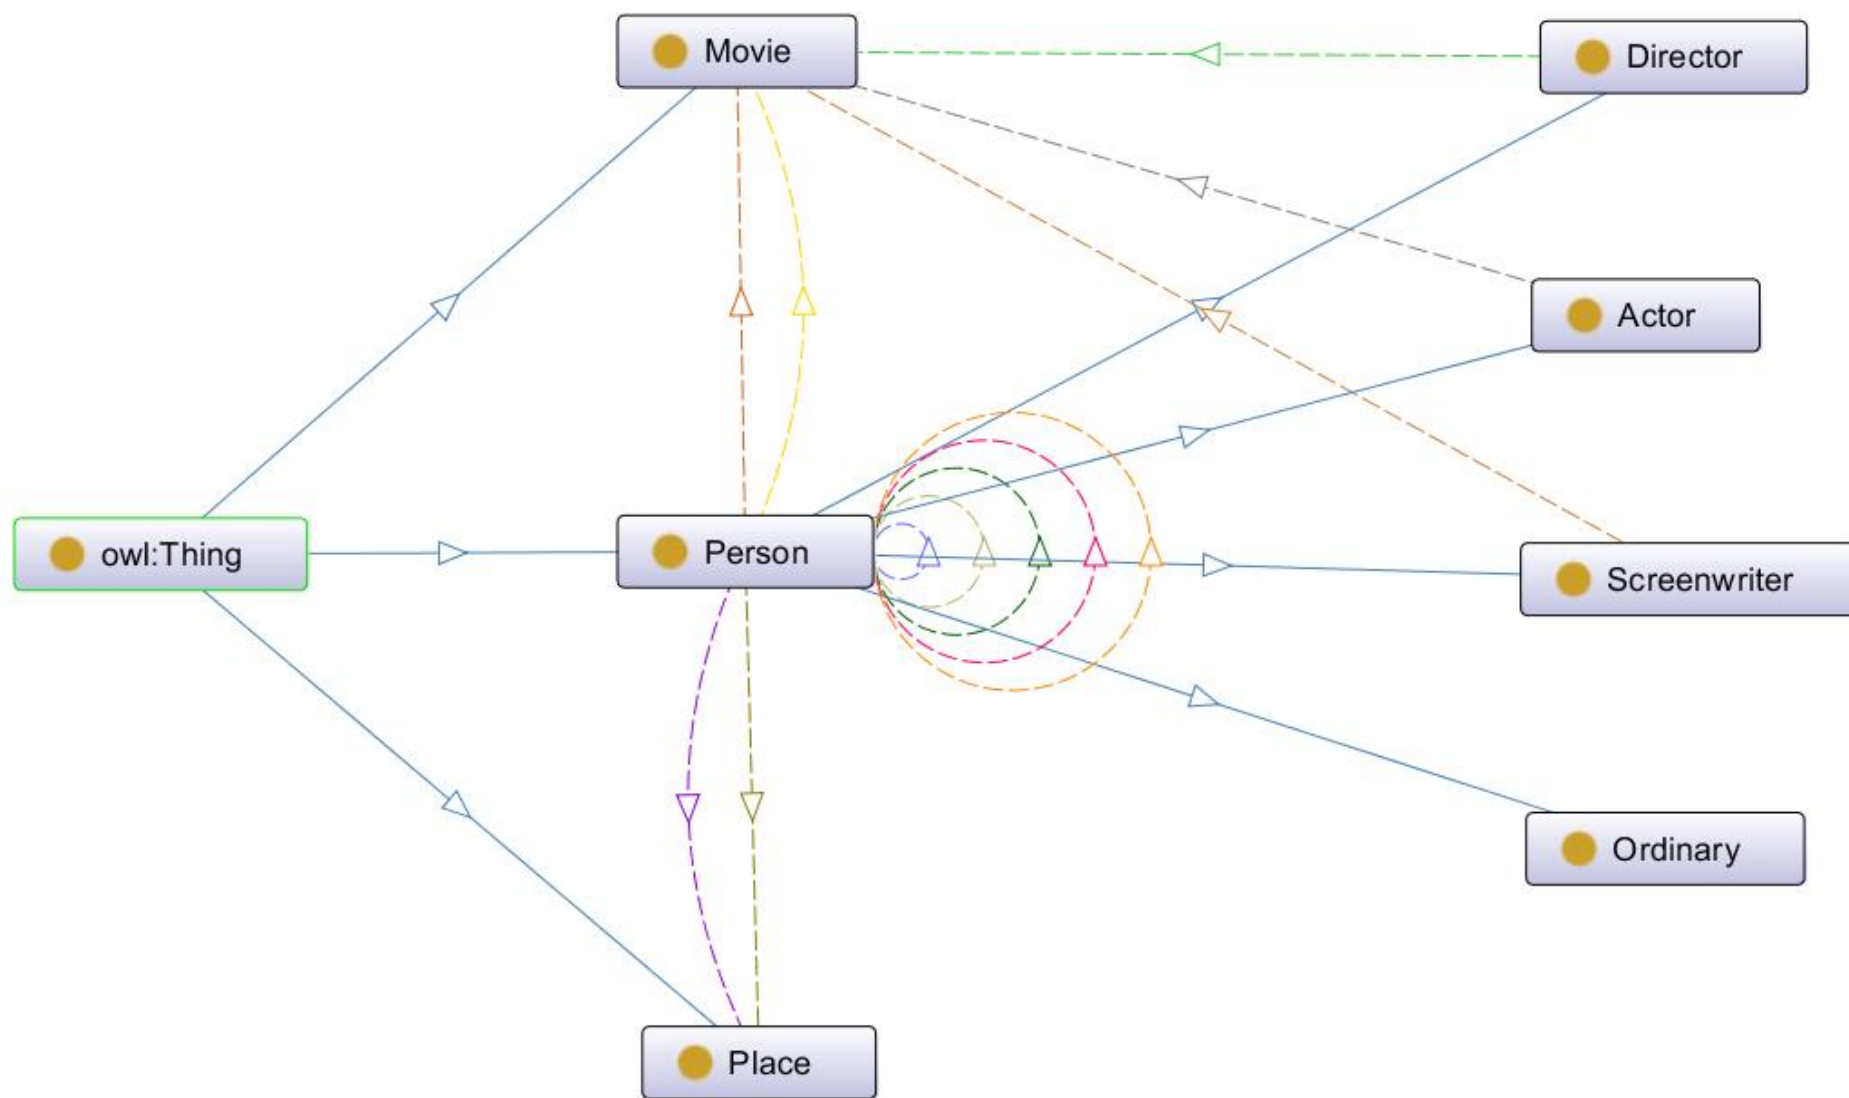 Movie
Director
Actor
owl:Thing
Person
Screenwriter
Ordinary
Place